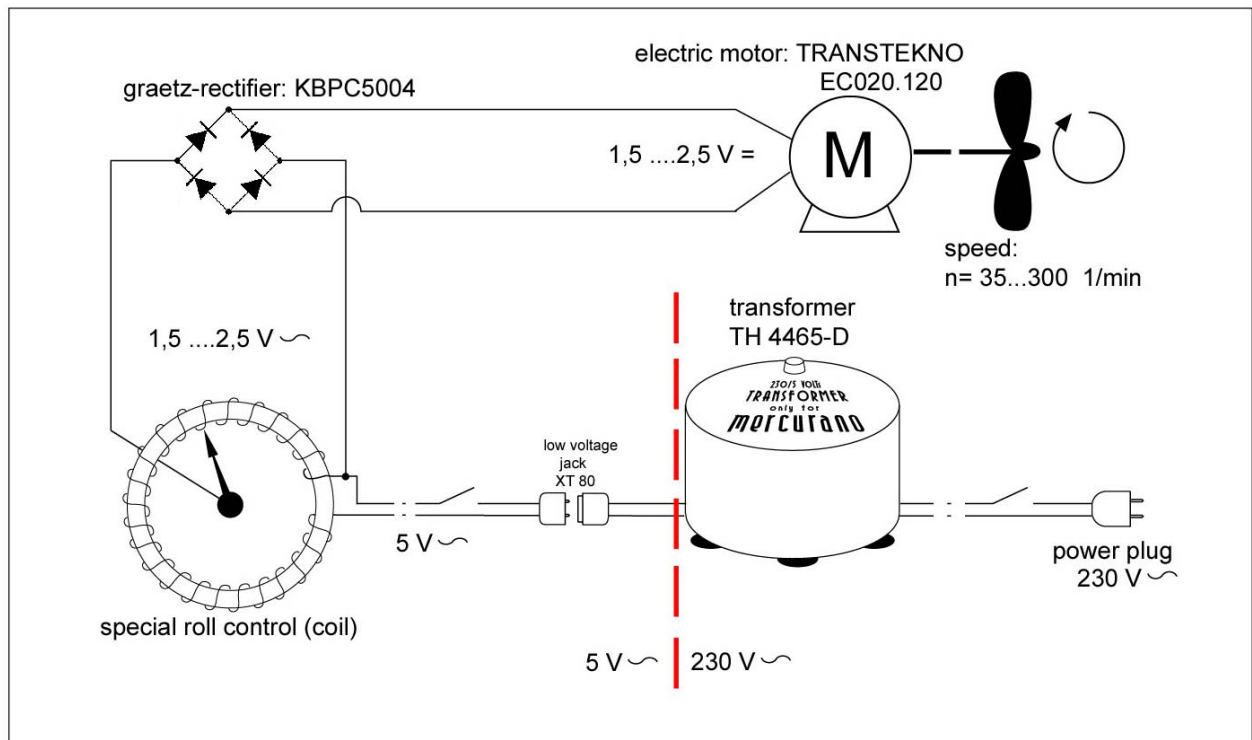 electric motor: TRANSTEKNO
EC020.120
graetz-rectifier: KBPC5004
1,5 ....2,5 V =
M
speed:
n= 35...300 1/min
1,5 ....2,5 V ~
transformer
TH 4465-D
230/5 VOLTS
TRANSFORMER
only for
mercurano
low voltage
jack
XT 80
5 V ~
power plug
230 V ~
special roll control (coil)
5 V ~
230 V ~